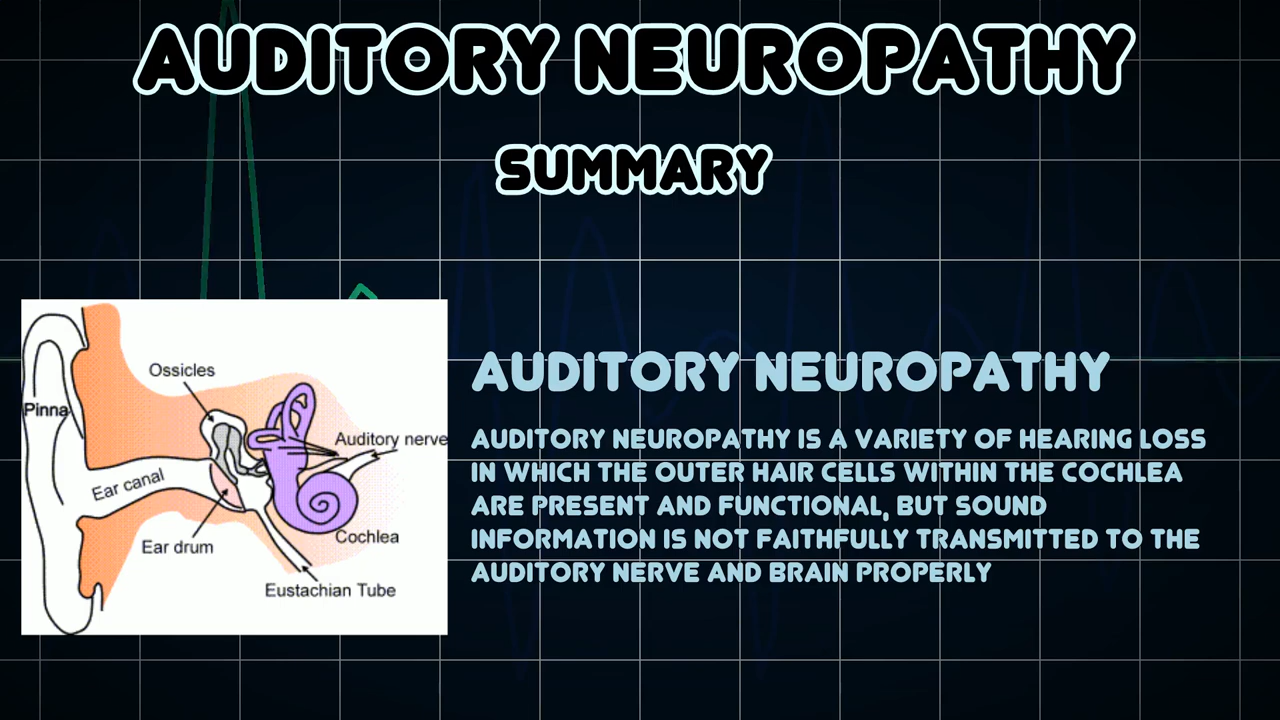 AUDITORY NEUROPATHY
SUMMARY
Ossicles
Pinna
Auditory nerve
Ear canal
Cochlea
Ear drum
Eustachian Tube
AUDITORY NEUROPATHY
AUDITORY NEUROPATHY IS A VARIETY OF HEARING LOSS
IN WHICH THE OUTER HAIR CELLS WITHIN THE COCHLEA
ARE PRESENT AND FUNCTIONAL, BUT SOUND
INFORMATION IS NOT FAITHFULLY TRANSMITTED TO THE
AUDITORY NERVE AND BRAIN PROPERLY